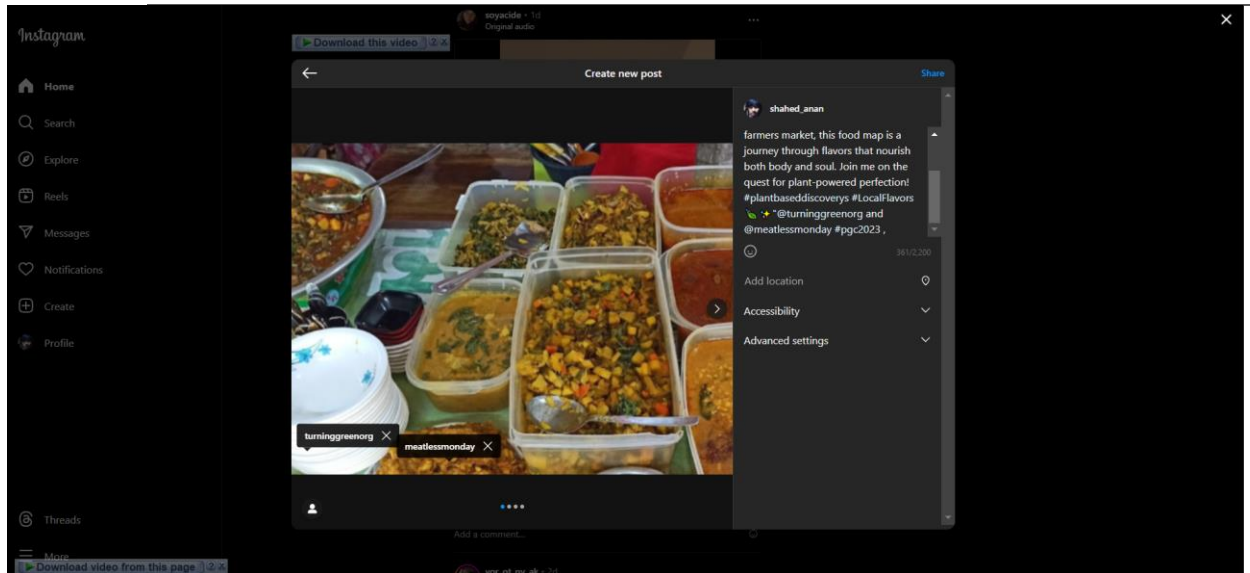 Instagram
Home
Search
Explore
Reels
Messages
Notifications
Create
Profile
Threads
More
Download video from this page
soyacide • 1d
Original audio
Download this video
Create new post
Share
turninggreenorg
meatlessmonday
shahed_anan
farmers market, this food map is a
journey through flavors that nourish
both body and soul. Join me on the
quest for plant-powered perfection!
#plantbaseddiscoverys #LocalFlavors
🍃 ✨ "@turninggreenorg and
@meatlessmonday #pgc2023 ,
361/2,200
Add location
Accessibility
Advanced settings
Add a comment...